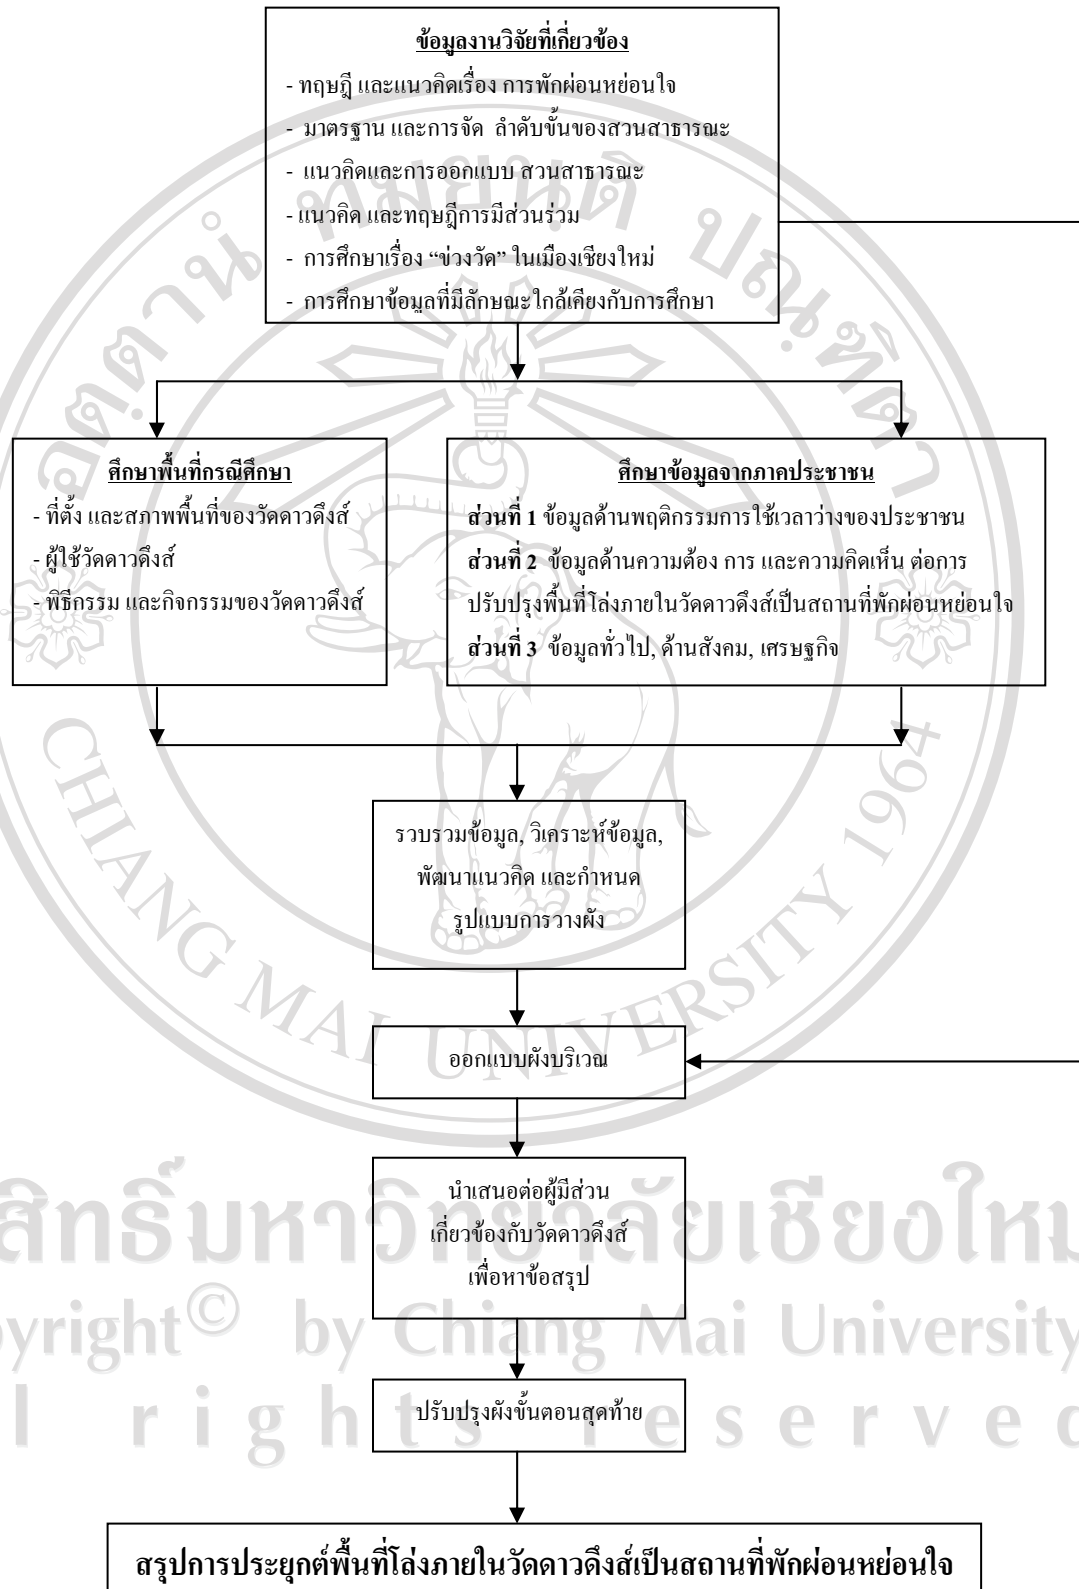 ข้อมูลงานวิจัยที่เกี่ยวข้อง
- ทฤษฎี และแนวคิดเรื่อง การพักผ่อนหย่อนใจ
- มาตรฐาน และการจัด ลำดับขั้นของสวนสาธารณะ
- แนวคิดและการออกแบบ สวนสาธารณะ
- แนวคิด และทฤษฎีการมีส่วนร่วม
- การศึกษาเรื่อง “ข่วงวัด” ในเมืองเชียงใหม่
- การศึกษาข้อมูลที่มีลักษณะใกล้เคียงกับการศึกษา
ศึกษาพื้นที่กรณีศึกษา
- ที่ตั้ง และสภาพพื้นที่ของวัดดาวดึงส์
- ผู้ใช้วัดดาวดึงส์
- พิธีกรรม และกิจกรรมของวัดดาวดึงส์
ศึกษาข้อมูลจากภาคประชาชน
ส่วนที่ 1 ข้อมูลด้านพฤติกรรมการใช้เวลาว่างของประชาชน
ส่วนที่ 2 ข้อมูลด้านความต้อง การ และความคิดเห็น ต่อการ
ปรับปรุงพื้นที่โล่งภายในวัดดาวดึงส์เป็นสถานที่พักผ่อนหย่อนใจ
ส่วนที่ 3 ข้อมูลทั่วไป, ด้านสังคม, เศรษฐกิจ
รวบรวมข้อมูล, วิเคราะห์ข้อมูล,
พัฒนาแนวคิด และกำหนด
รูปแบบการวางผัง
ออกแบบผังบริเวณ
นำเสนอต่อผู้มีส่วน
เกี่ยวข้องกับวัดดาวดึงส์
เพื่อหาข้อสรุป
ปรับปรุงผังขั้นตอนสุดท้าย
สรุปการประยุกต์พื้นที่โล่งภายในวัดดาวดึงส์เป็นสถานที่พักผ่อนหย่อนใจ
อตฺตานํ ทมยนฺติ ปณฺฑิตา
CHIANG MAI UNIVERSITY 1964
สิทธิ์มหาวิทยาลัยเชียงใหม
pyright© by Chiang Mai University
l rights reserved